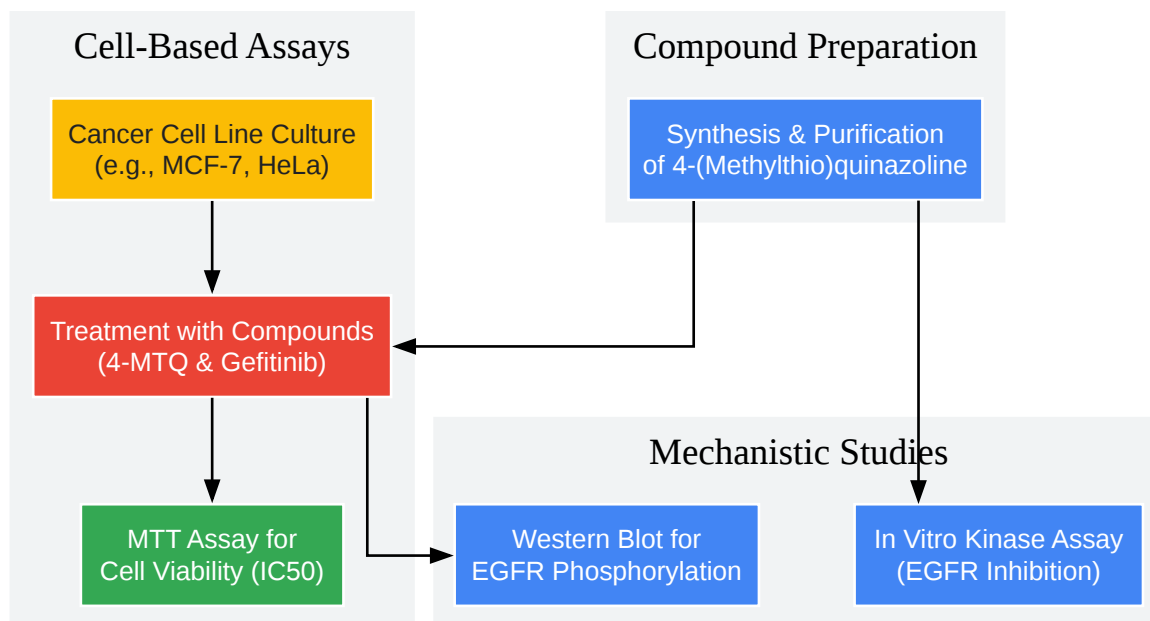 Cell-Based Assays
Cancer Cell Line Culture
(e.g., MCF-7, HeLa)
Treatment with Compounds
(4-MTQ & Gefitinib)
MTT Assay for
Cell Viability (IC50)
Compound Preparation
Synthesis & Purification
of 4-(Methylthio)quinazoline
Mechanistic Studies
Western Blot for
EGFR Phosphorylation
In Vitro Kinase Assay
(EGFR Inhibition)